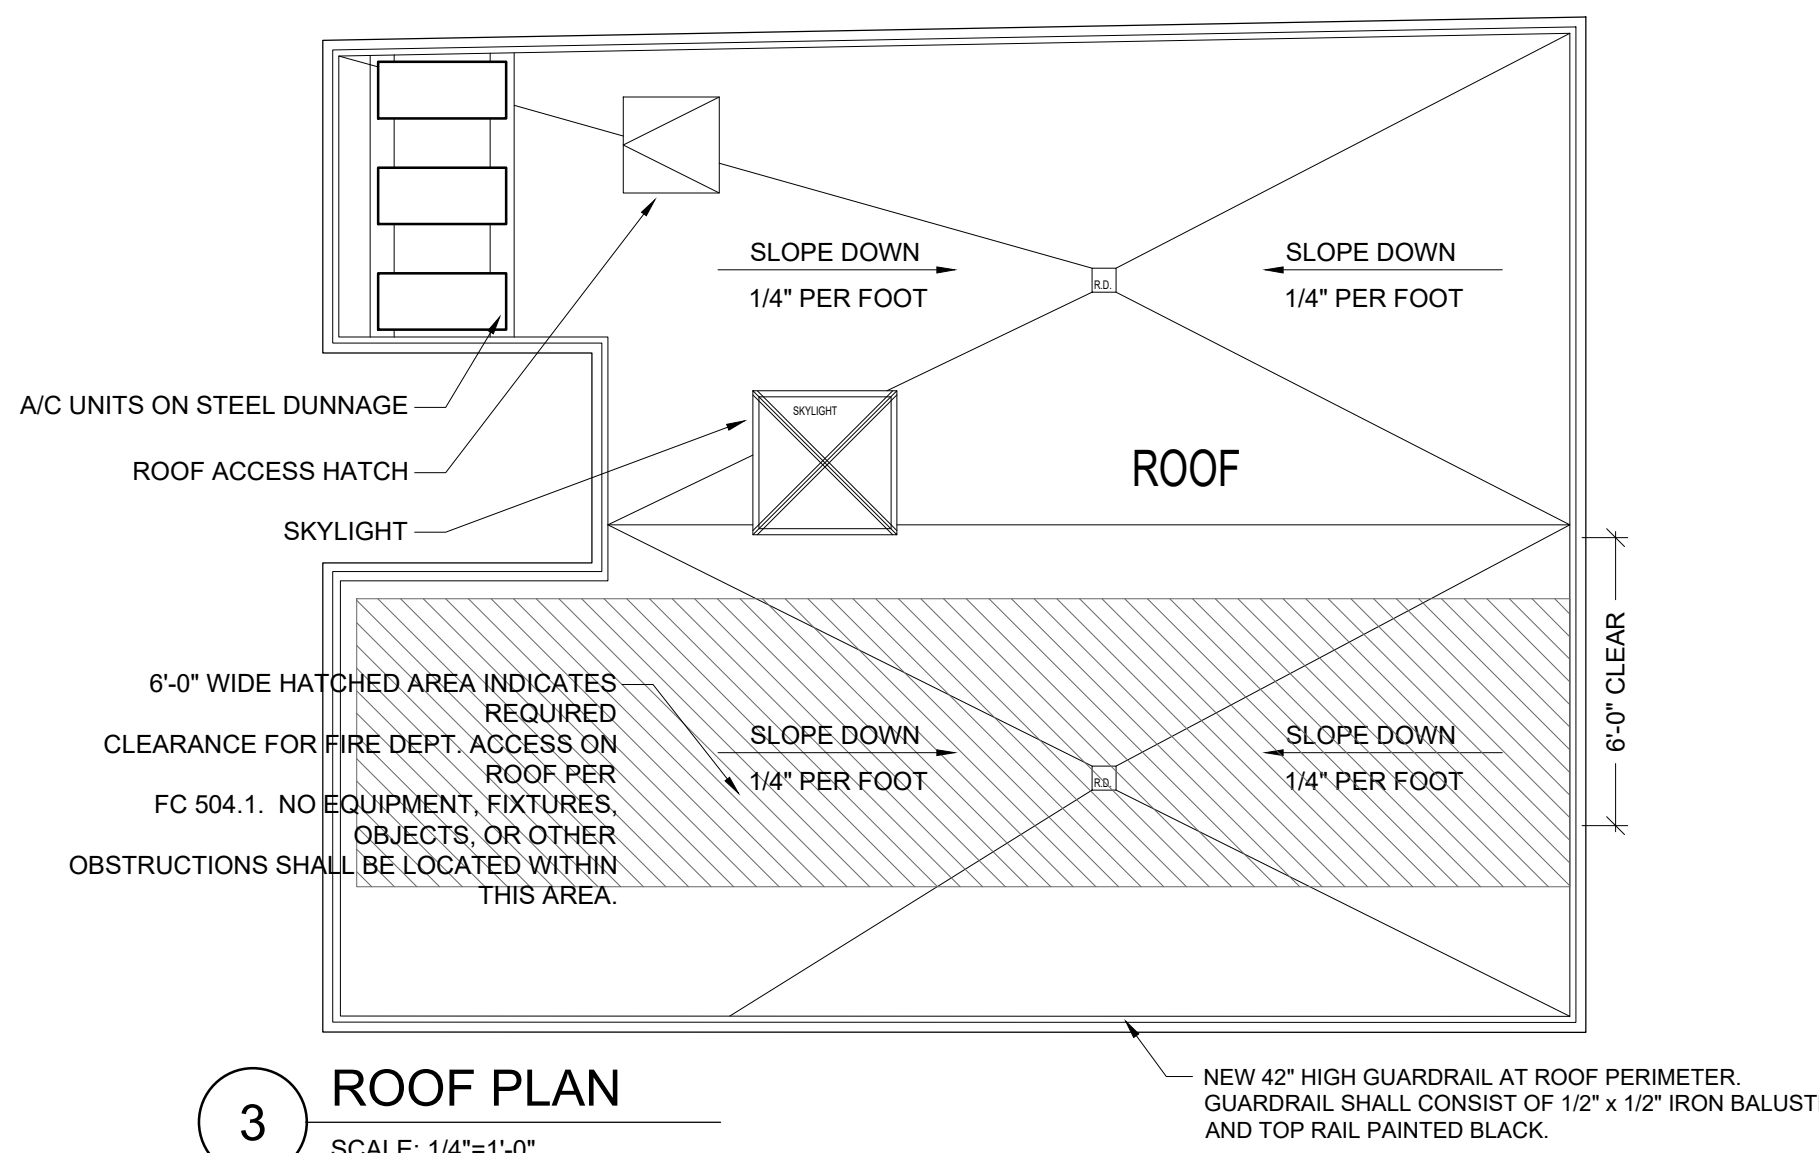 SLOPE DOWN
1/4" PER FOOT
R.D.
SLOPE DOWN
1/4" PER FOOT
A/C UNITS ON STEEL DUNNAGE
SKYLIGHT
ROOF ACCESS HATCH
ROOF
SKYLIGHT
6'-0" CLEAR
6'-0" WIDE HATCHED AREA INDICATES
REQUIRED
CLEARANCE FOR FIRE DEPT. ACCESS ON
ROOF PER
FC 504.1. NO EQUIPMENT, FIXTURES,
OBJECTS, OR OTHER
OBSTRUCTIONS SHALL BE LOCATED WITHIN
THIS AREA.
SLOPE DOWN
1/4" PER FOOT
R.D.
SLOPE DOWN
1/4" PER FOOT
NEW 42" HIGH GUARDRAIL AT ROOF PERIMETER.
GUARDRAIL SHALL CONSIST OF 1/2" x 1/2" IRON
AND TOP RAIL PAINTED BLACK.
3
ROOF PLAN
SCALE: 1/4"=1'-0"